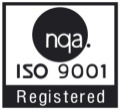 nqa.
ISO 9001
Registered